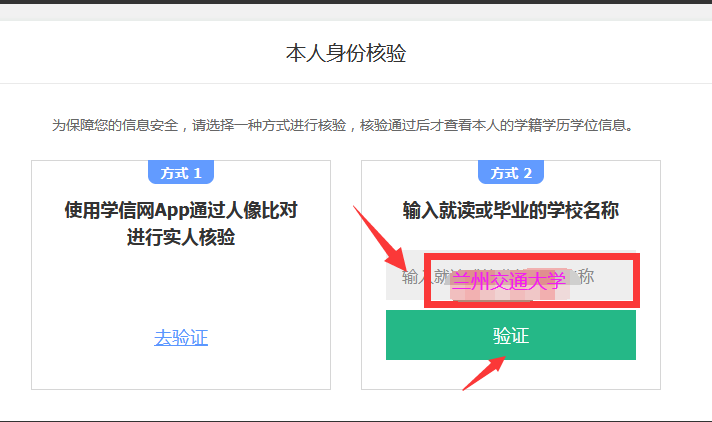 本人身份核验
为保障您的信息安全，请选择一种方式进行核验，核验通过后才查看本人的学籍学历学位信息。
方式 1
使用学信网App通过人像比对
进行实人核验
去验证
方式 2
输入就读或毕业的学校名称
输入就
称
兰州交通大学
验证